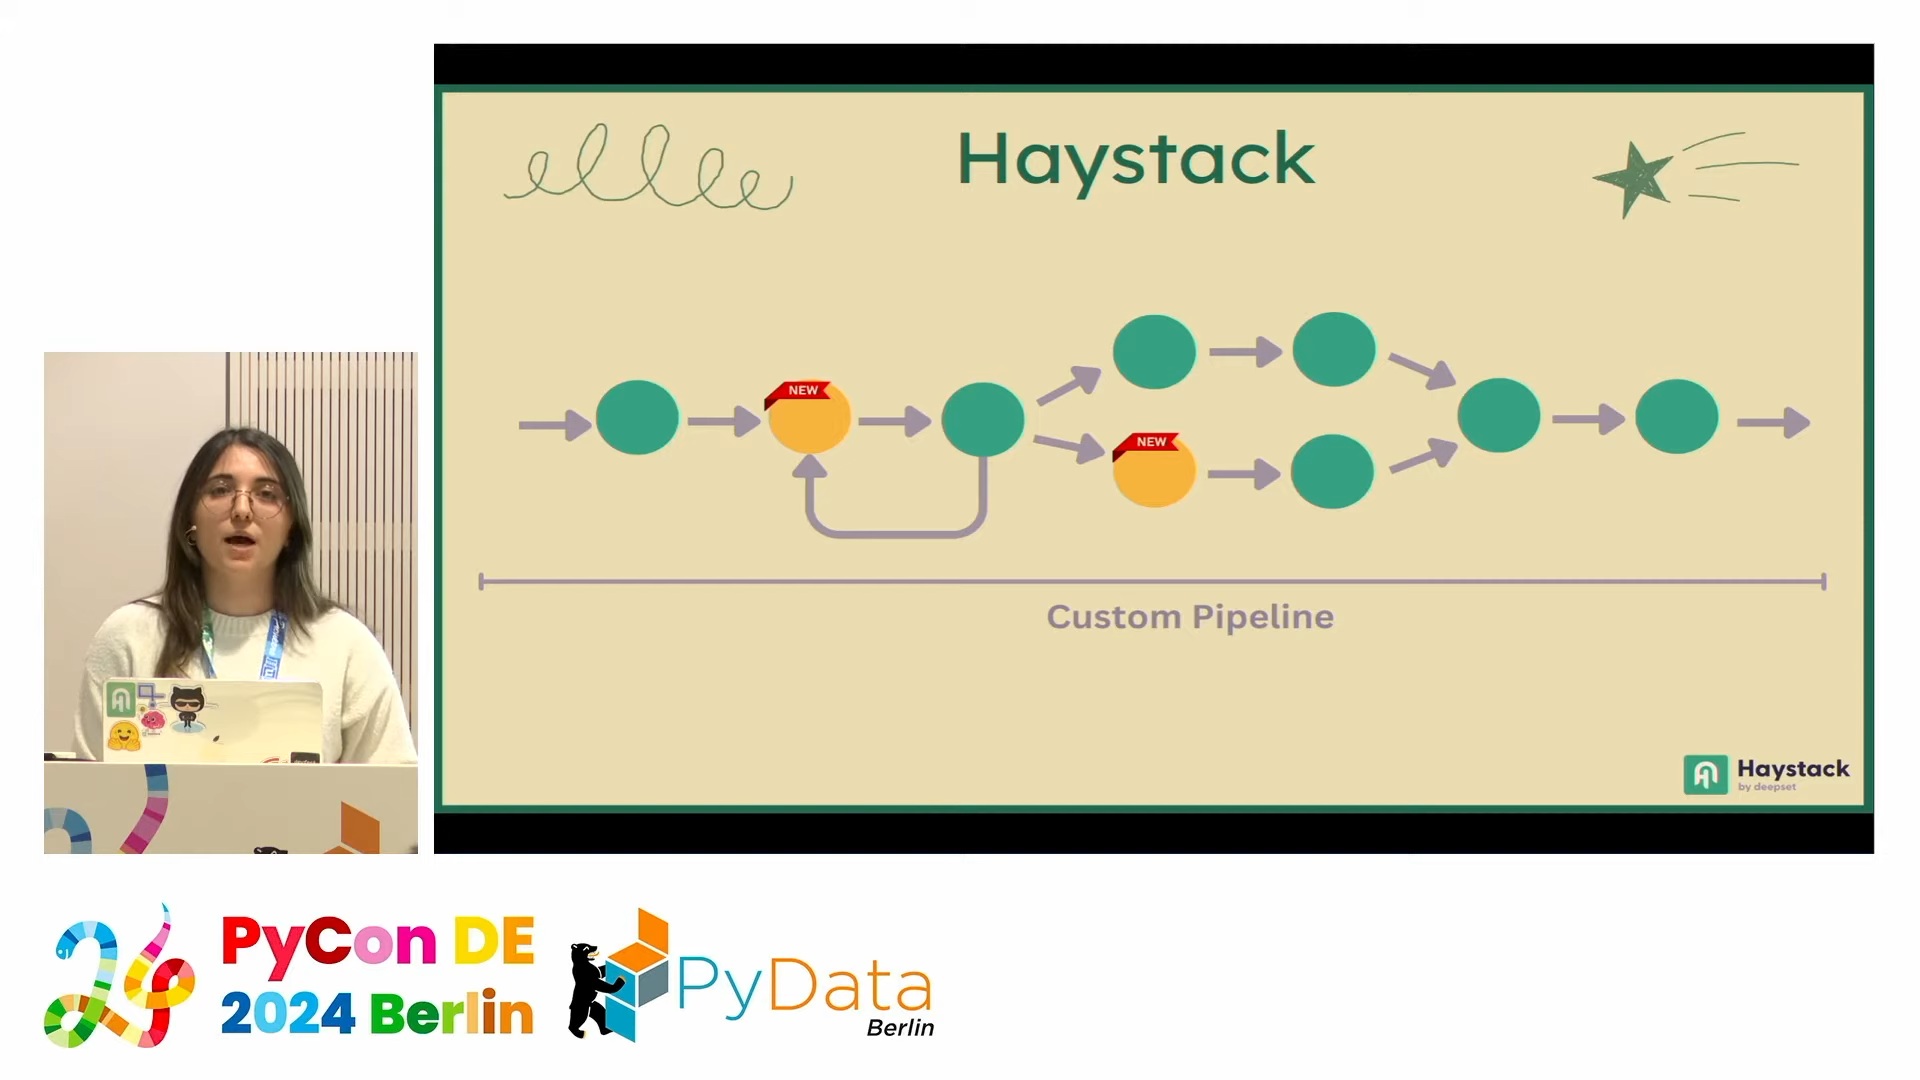 Haystack
NEW
NEW
Custom Pipeline
Haystack
by deepset
PyCon DE
2024 Berlin
PyData
Berlin